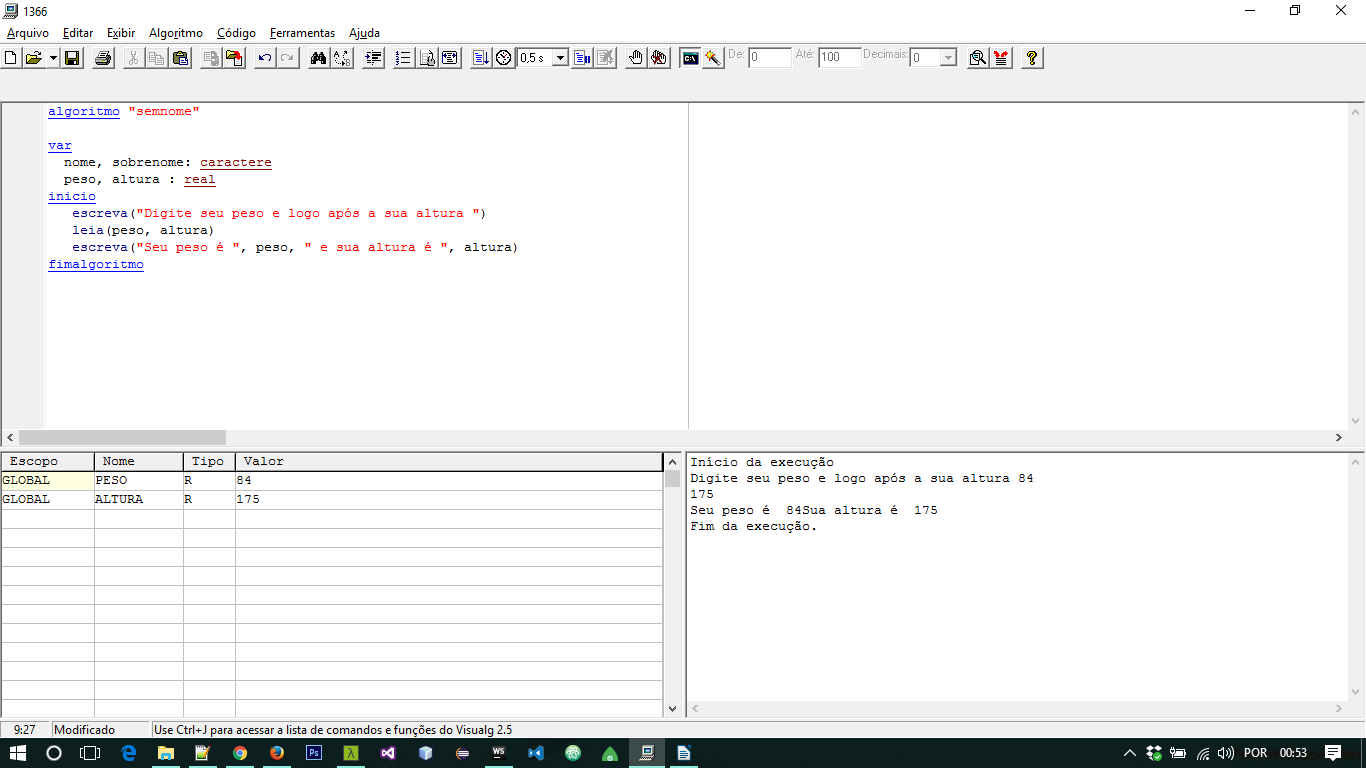 1366
Arquivo Editar Exibir Algoritmo Código Ferramentas Ajuda
0,5 s De: 0 Até: 100 Decimais: 0
algoritmo "semnome"
var
nome, sobrenome: caractere
peso, altura : real
inicio
escreva("Digite seu peso e logo após a sua altura ")
leia(peso, altura)
escreva("Seu peso é ", peso, " e sua altura é ", altura)
fimalgoritmo
Escopo Nome Tipo Valor
GLOBAL PESO R 84
GLOBAL ALTURA R 175
Início da execução
Digite seu peso e logo após a sua altura 84
175
Seu peso é  84Sua altura é  175
Fim da execução.
9:27 Modificado Use Ctrl+J para acessar a lista de comandos e funções do Visualg 2.5
Ps WS POR 00:53